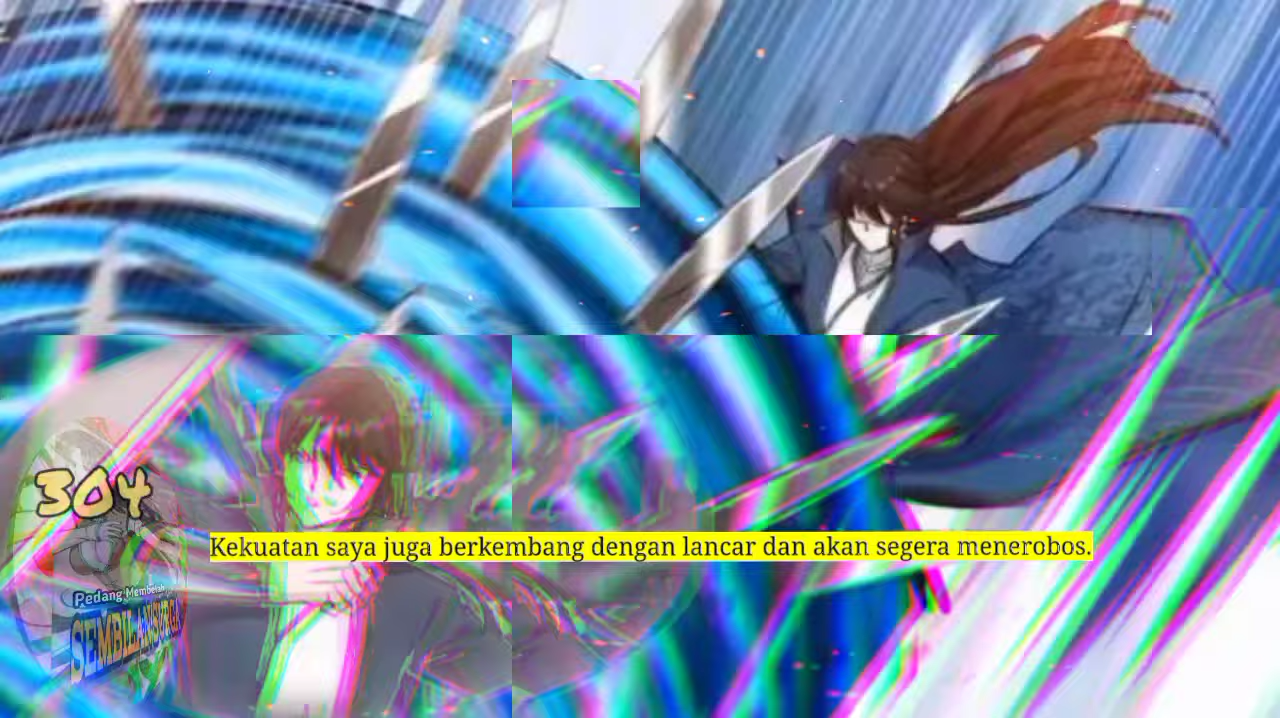 304
Kekuatan saya juga berkembang dengan lancar dan akan segera menerobos.
Pedang Membelah
SEMBILAN SURGA